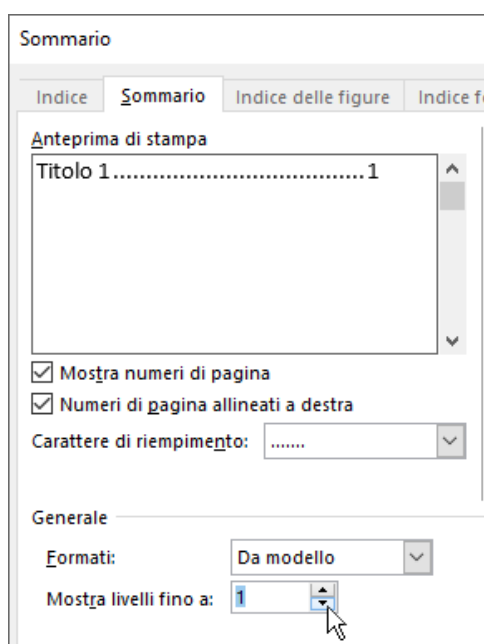 Sommario
Indice Sommario Indice delle figure Indice f
Anteprima di stampa
Titolo 1.......................................1
Mostra numeri di pagina
Numeri di pagina allineati a destra
Carattere di riempimento: .......
Generale
Formati: Da modello
Mostra livelli fino a: 1